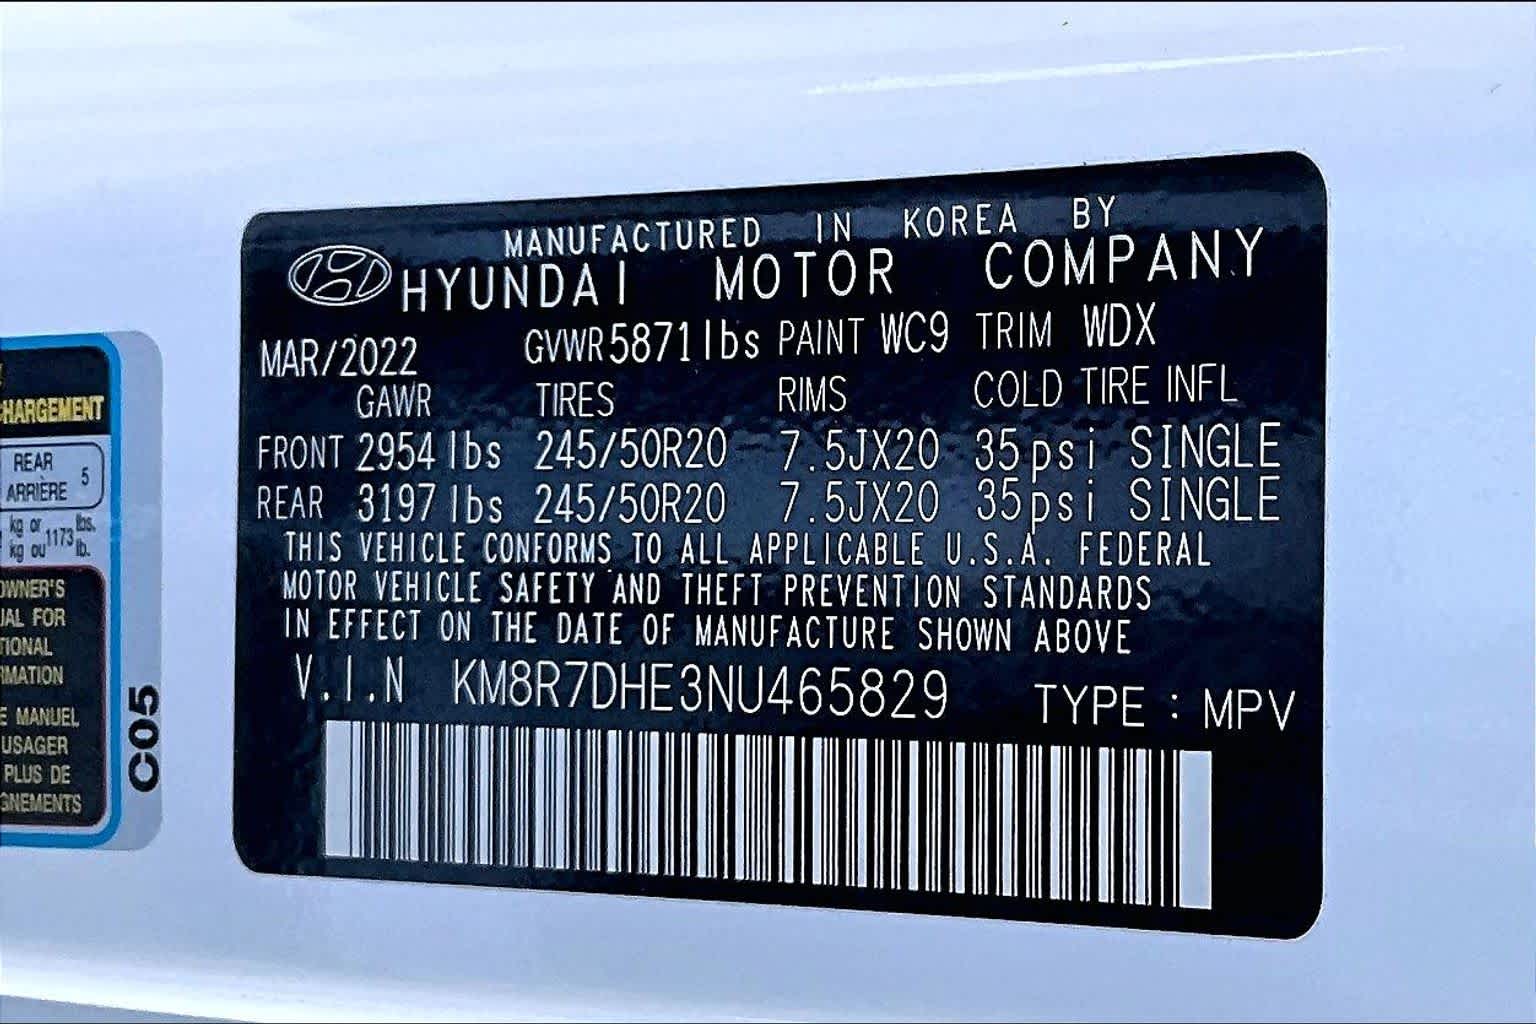 HARGEMENT
REAR
ARRIÈRE 5
kg or 1173 lbs.
kg ou lb.
OWNER'S
UAL FOR
TIONAL
RMATION
E MANUEL
USAGER
PLUS DE
GNEMENTS
C05
MANUFACTURED IN KOREA BY
HYUNDAI MOTOR COMPANY
MAR/2022 GVWR 5871 lbs PAINT WC9 TRIM WDX
GAWR TIRES RIMS COLD TIRE INFL
FRONT 2954 lbs 245/50R20 7.5JX20 35psi SINGLE
REAR 3197 lbs 245/50R20 7.5JX20 35psi SINGLE
THIS VEHICLE CONFORMS TO ALL APPLICABLE U.S.A. FEDERAL
MOTOR VEHICLE SAFETY AND THEFT PREVENTION STANDARDS
IN EFFECT ON THE DATE OF MANUFACTURE SHOWN ABOVE
V.I.N KM8R7DHE3NU465829 TYPE : MPV